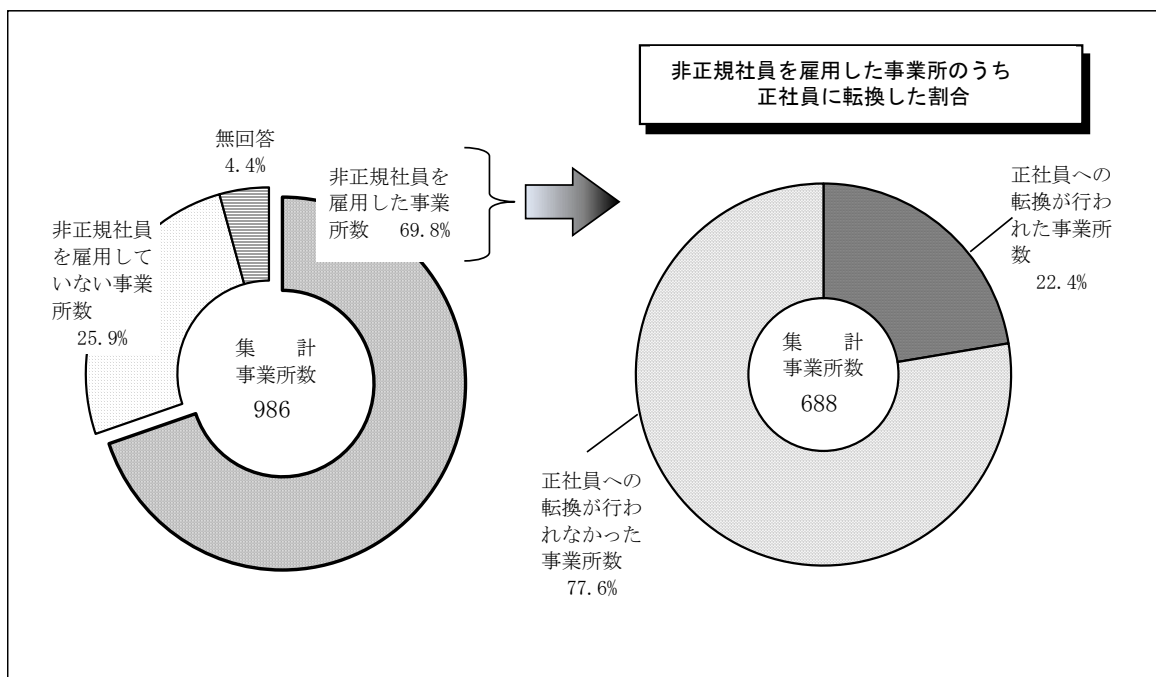 非正規社員を雇用した事業所のうち
正社員に転換した割合
無回答
4.4%
非正規社員を
雇用した事業
所数 69.8%
非正規社員
を雇用して
いない事業
所数
25.9%
集 計
事業所数
986
正社員への
転換が行わ
れた事業所
数
22.4%
集 計
事業所数
688
正社員への
転換が行わ
れなかった
事業所数
77.6%